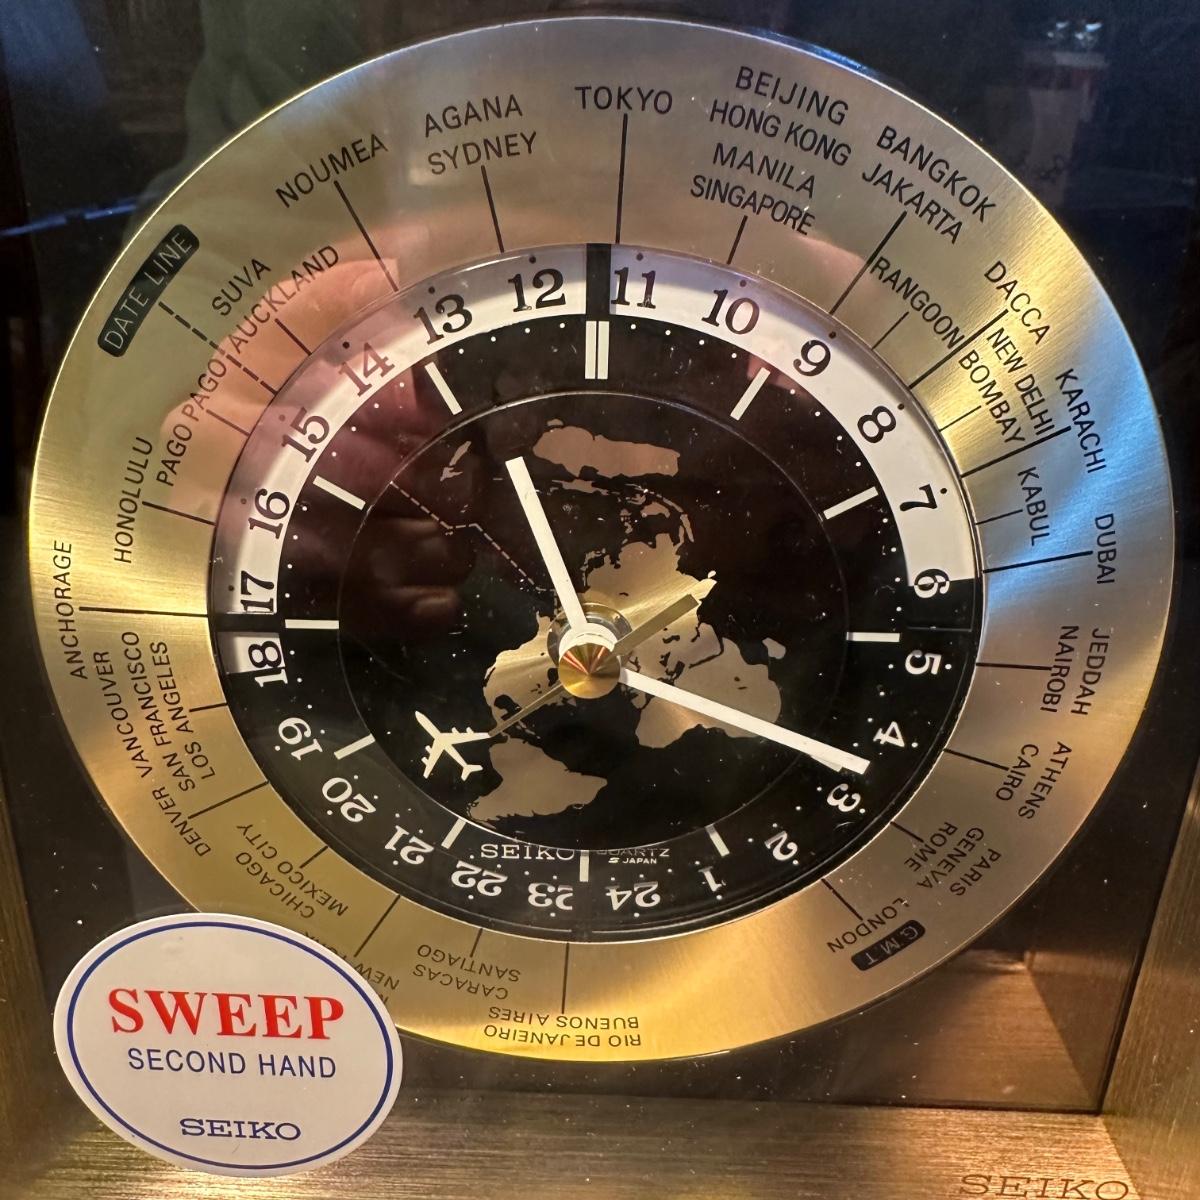 TOKYO
BEIJING
HONG KONG
MANILA
SINGAPORE
BANGKOK
JAKARTA
RANGOON
DACCA
NEW DELHI
BOMBAY
KARACHI
KABUL
DUBAI
JEDDAH
NAIROBI
ATHENS
CAIRO
PARIS
GENEVA
ROME
LONDON
G M T
RIO DE JANEIRO
BUENOS AIRES
CARACAS
SANTIAGO
NEW
CHICAGO
MEXICO CITY
DENVER
VANCOUVER
SAN FRANCISCO
LOS ANGELES
ANCHORAGE
HONOLULU
PAGO PAGO
DATE LINE
SUVA
AUCKLAND
NOUMEA
AGANA
SYDNEY
12
11
10
9
8
7
6
5
4
3
2
1
24
23
22
21
20
19
18
17
16
15
14
13
SEIKO QUARTZ
JAPAN
SWEEP
SECOND HAND
SEIKO
SEIKO